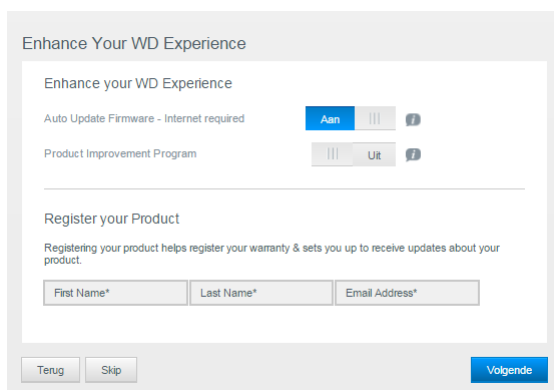 Enhance Your WD Experience
Enhance your WD Experience
Auto Update Firmware - Internet required
Aan
Product Improvement Program
Uit
Register your Product
Registering your product helps register your warranty & sets you up to receive updates about your
product.
First Name*
Last Name*
Email Address*
Terug
Skip
Volgende